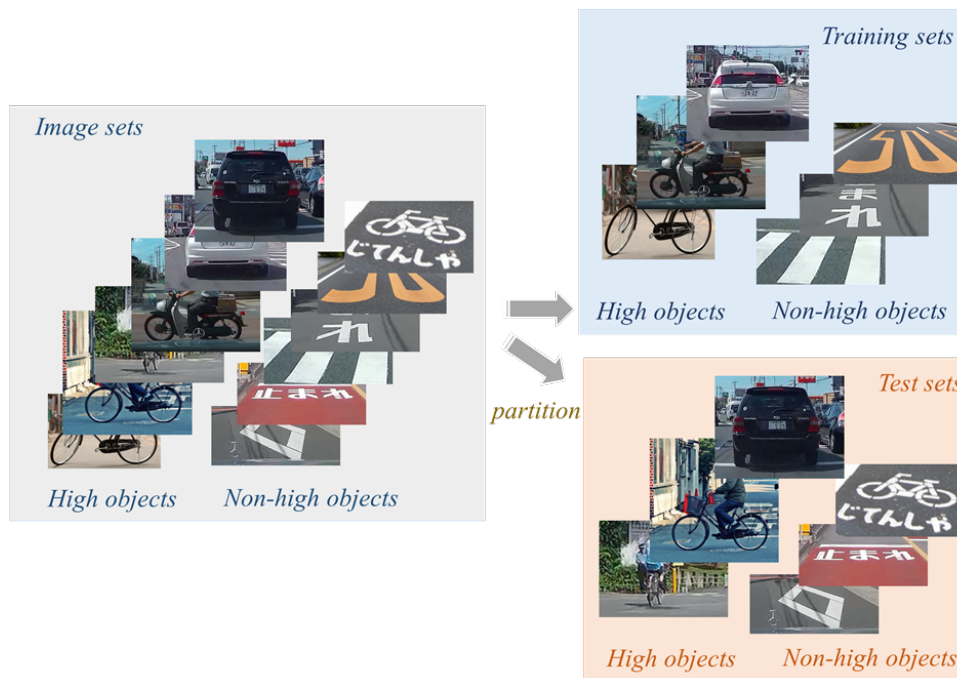 Image sets
じてんしゃ
れ
止まれ
High objects
Non-high objects
partition
Training sets
50
まれ
High objects
Non-high objects
Test sets
じてんしゃ
止まれ
High objects
Non-high objects